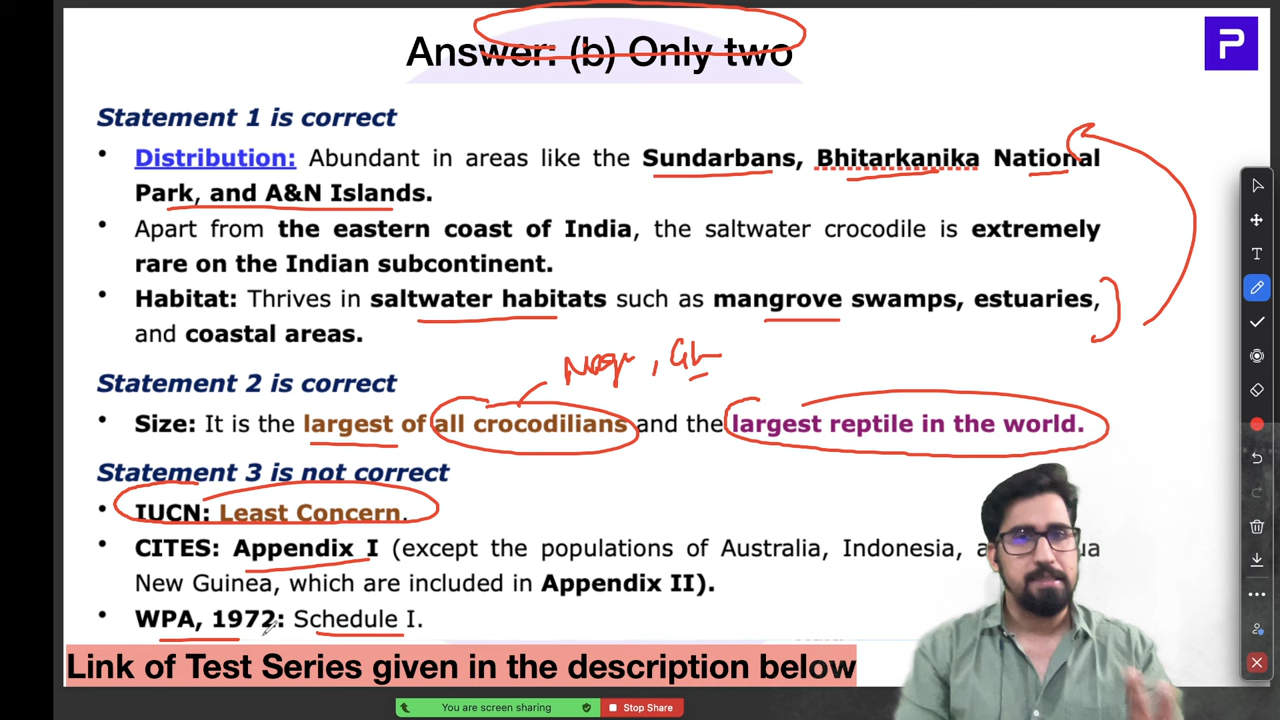 Answer: (b) Only two
P
Statement 1 is correct
• Distribution: Abundant in areas like the Sundarbans, Bhitarkanika National
Park, and A&N Islands.
• Apart from the eastern coast of India, the saltwater crocodile is extremely
rare on the Indian subcontinent.
• Habitat: Thrives in saltwater habitats such as mangrove swamps, estuaries,
and coastal areas.
Statement 2 is correct
• Size: It is the largest of all crocodilians and the largest reptile in the world.
Statement 3 is not correct
• IUCN: Least Concern.
• CITES: Appendix I (except the populations of Australia, Indonesia,
New Guinea, which are included in Appendix II).
• WPA, 1972: Schedule I.
Link of Test Series given in the description below
You are screen sharing
Stop Share